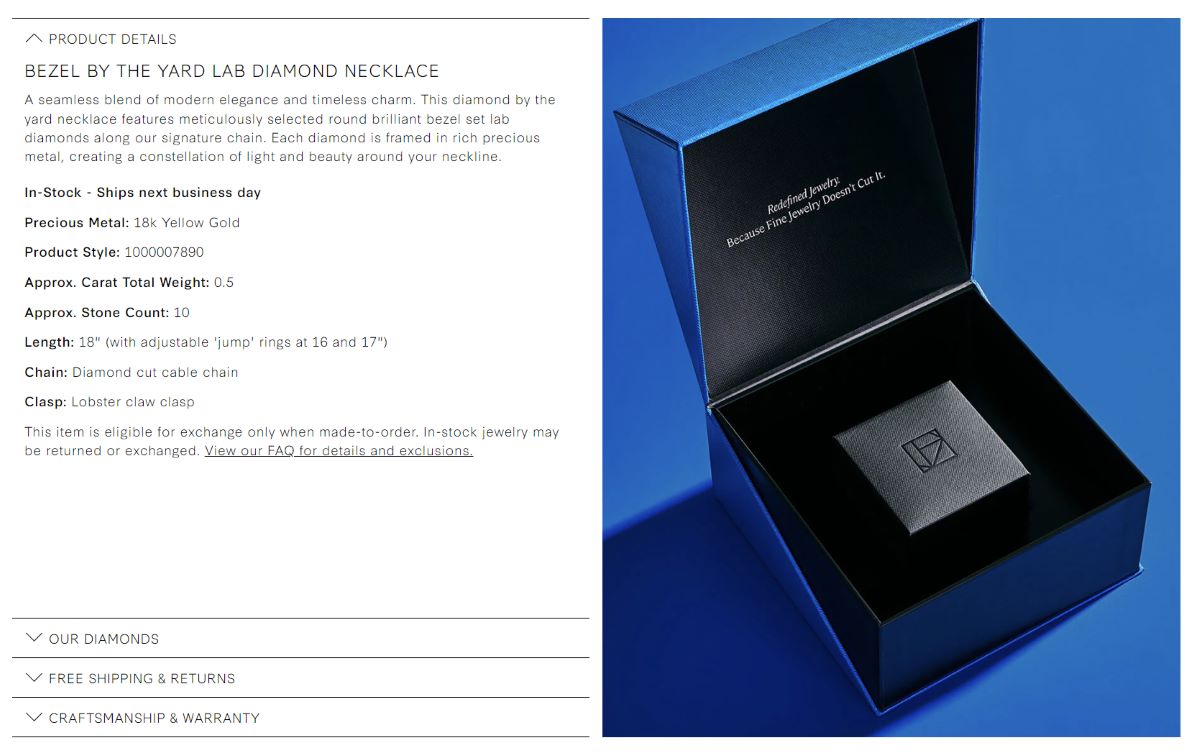 PRODUCT DETAILS
BEZEL BY THE YARD LAB DIAMOND NECKLACE
A seamless blend of modern elegance and timeless charm. This diamond by the
yard necklace features meticulously selected round brilliant bezel set lab
diamonds along our signature chain. Each diamond is framed in rich precious
metal, creating a constellation of light and beauty around your neckline.
In-Stock - Ships next business day
Precious Metal: 18k Yellow Gold
Product Style: 1000007890
Approx. Carat Total Weight: 0.5
Approx. Stone Count: 10
Length: 18" (with adjustable 'jump' rings at 16 and 17")
Chain: Diamond cut cable chain
Clasp: Lobster claw clasp
This item is eligible for exchange only when made-to-order. In-stock jewelry may
be returned or exchanged. View our FAQ for details and exclusions.
OUR DIAMONDS
FREE SHIPPING & RETURNS
CRAFTSMANSHIP & WARRANTY
Redefined Jewelry.
Because Fine Jewelry Doesn't Cut It.